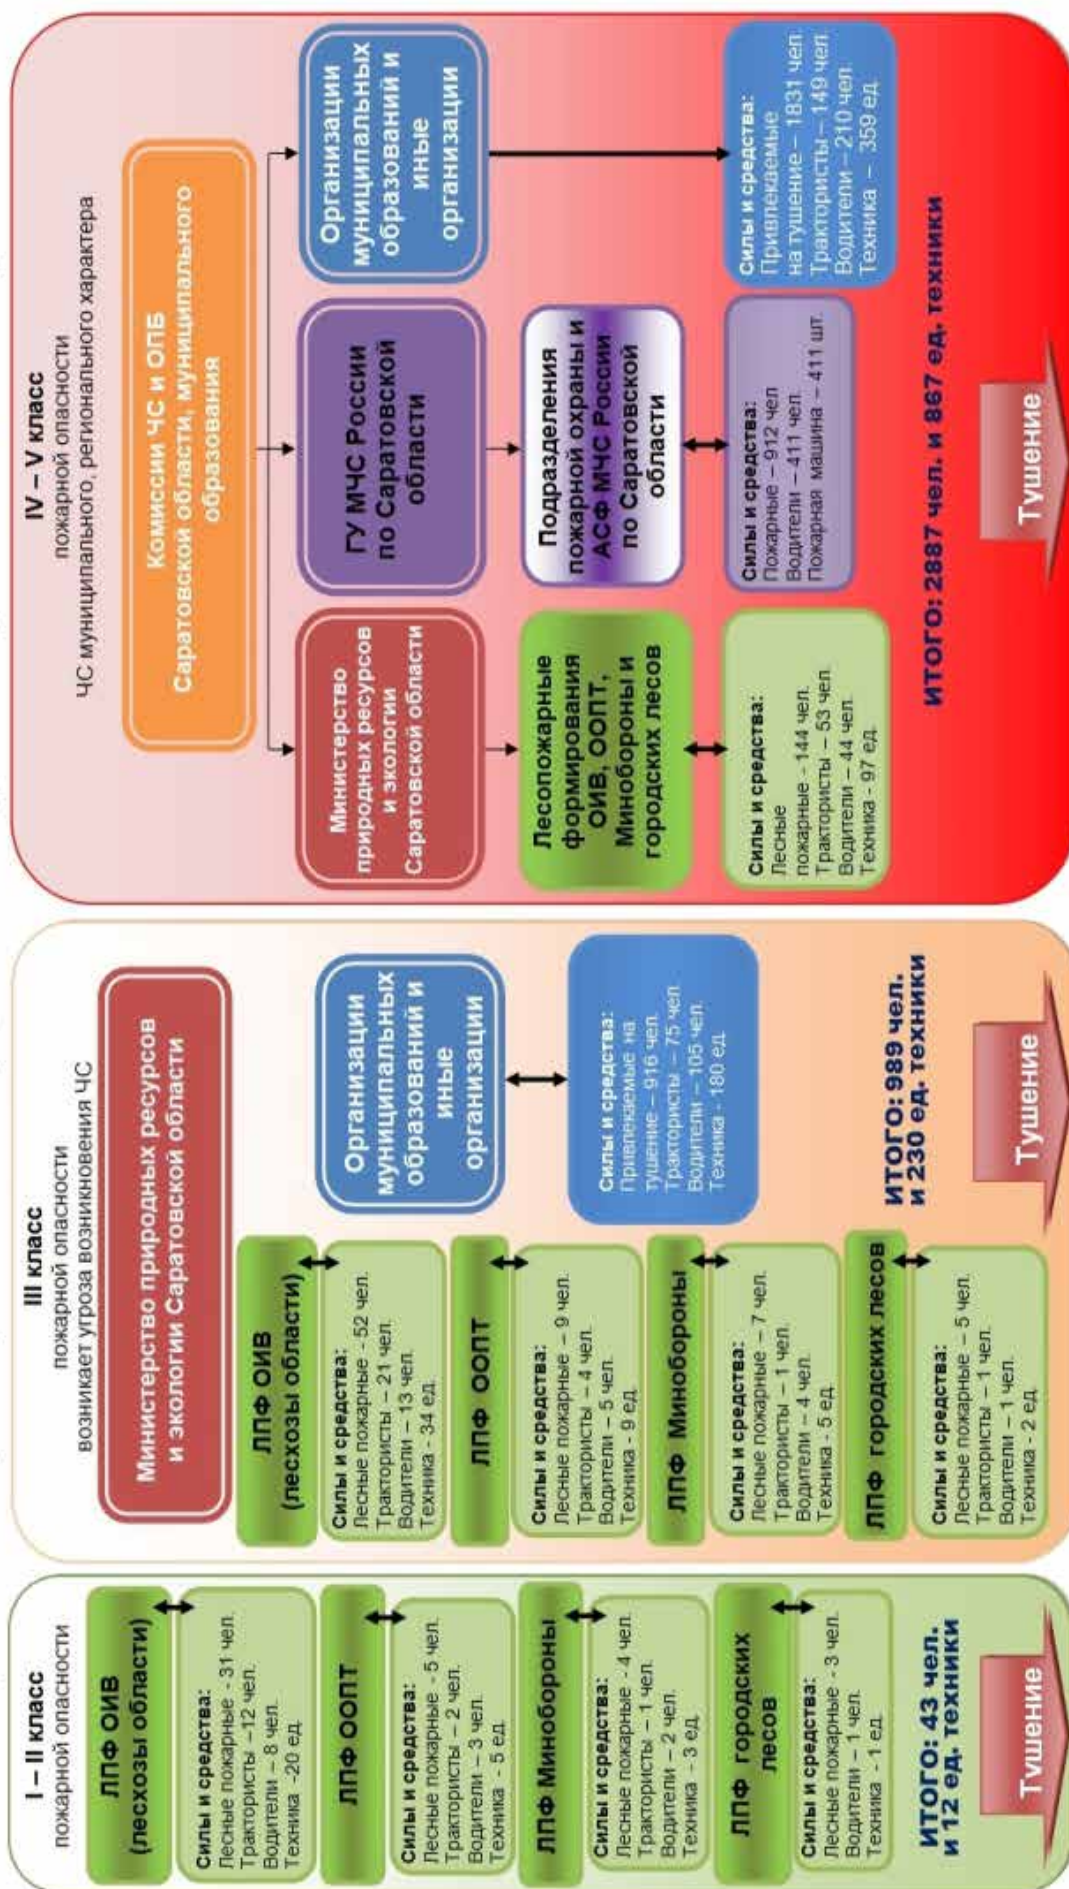 I – II класс
пожарной опасности
ЛПФ ОИВ
(лесхозы области)
Силы и средства:
Лесные пожарные - 31 чел.
Трактористы -12 чел.
Водители – 8 чел.
Техника -20 ед.
ЛПФ ООПТ
Силы и средства:
Лесные пожарные - 5 чел.
Трактористы – 2 чел.
Водители – 3 чел.
Техника - 5 ед.
ЛПФ Минобороны
Силы и средства:
Лесные пожарные - 4 чел.
Трактористы – 1 чел.
Водители – 2 чел.
Техника - 3 ед.
ЛПФ городских
лесов
Силы и средства:
Лесные пожарные - 3 чел.
Водители – 1 чел.
Техника - 1 ед.
ИТОГО: 43 чел.
и 12 ед. техники
Тушение
III класс
пожарной опасности
возникает угроза возникновения ЧС
Министерство природных ресурсов
и экологии Саратовской области
ЛПФ ОИВ
(лесхозы области)
Силы и средства:
Лесные пожарные - 52 чел.
Трактористы – 21 чел.
Водители – 13 чел.
Техника - 34 ед.
ЛПФ ООПТ
Силы и средства:
Лесные пожарные – 9 чел.
Трактористы – 4 чел.
Водители – 5 чел.
Техника - 9 ед.
ЛПФ Минобороны
Силы и средства:
Лесные пожарные – 7 чел.
Трактористы – 1 чел.
Водители – 4 чел.
Техника - 5 ед.
ЛПФ городских лесов
Силы и средства:
Лесные пожарные – 5 чел.
Трактористы – 1 чел.
Водители – 1 чел.
Техника - 2 ед.
Организации
муниципальных
образований и
иные
организации
Силы и средства:
Привлекаемые на
тушение – 916 чел.
Трактористы – 75 чел.
Водители – 105 чел.
Техника - 180 ед.
ИТОГО: 989 чел.
и 230 ед. техники
Тушение
IV – V класс
пожарной опасности
ЧС муниципального, регионального характера
Комиссии ЧС и ОПБ
Саратовской области, муниципального
образования
Министерство
природных ресурсов
и экологии
Саратовской области
Лесопожарные
формирования
ОИВ, ООПТ,
Минобороны и
городских лесов
Силы и средства:
Лесные
пожарные - 144 чел.
Трактористы – 53 чел.
Водители – 44 чел.
Техника - 97 ед.
ГУ МЧС России
по Саратовской
области
Подразделения
пожарной охраны и
АСФ МЧС России
по Саратовской
области
Силы и средства:
Пожарные – 912 чел
Водители – 411 чел.
Пожарная машина – 411 шт.
Организации
муниципальных
образований и
иные
организации
Силы и средства:
Привлекаемые
на тушение – 1831 чел.
Трактористы – 149 чел.
Водители – 210 чел.
Техника – 359 ед.
ИТОГО: 2887 чел. и 867 ед. техники
Тушение